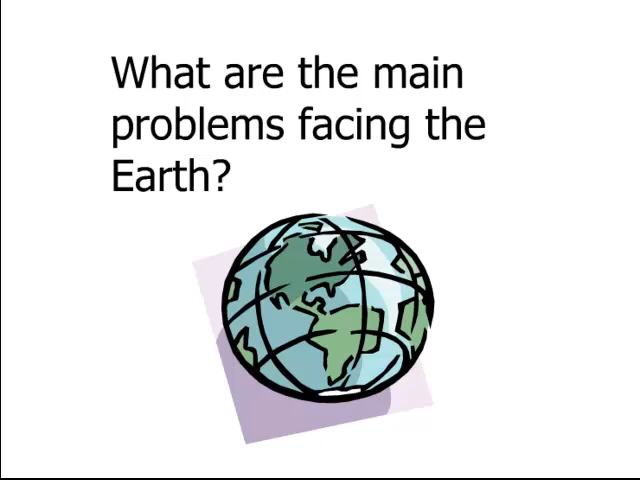 What are the main
problems facing the
Earth?